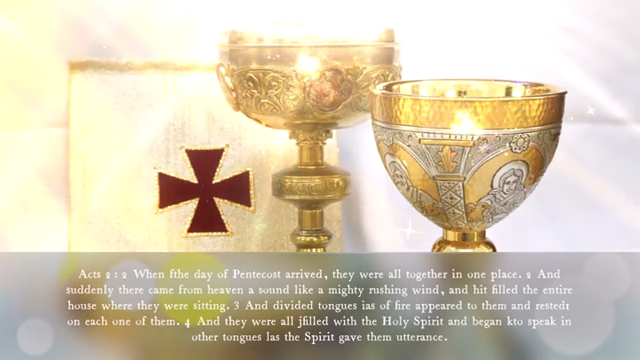 Acts 2 : 2 When fthe day of Pentecost arrived, they were all together in one place. 2 And
suddenly there came from heaven a sound like a mighty rushing wind, and hit filled the entire
house where they were sitting. 3 And divided tongues ias of fire appeared to them and restedı
on each one of them. 4 And they were all jfilled with the Holy Spirit and began kto speak in
other tongues las the Spirit gave them utterance.